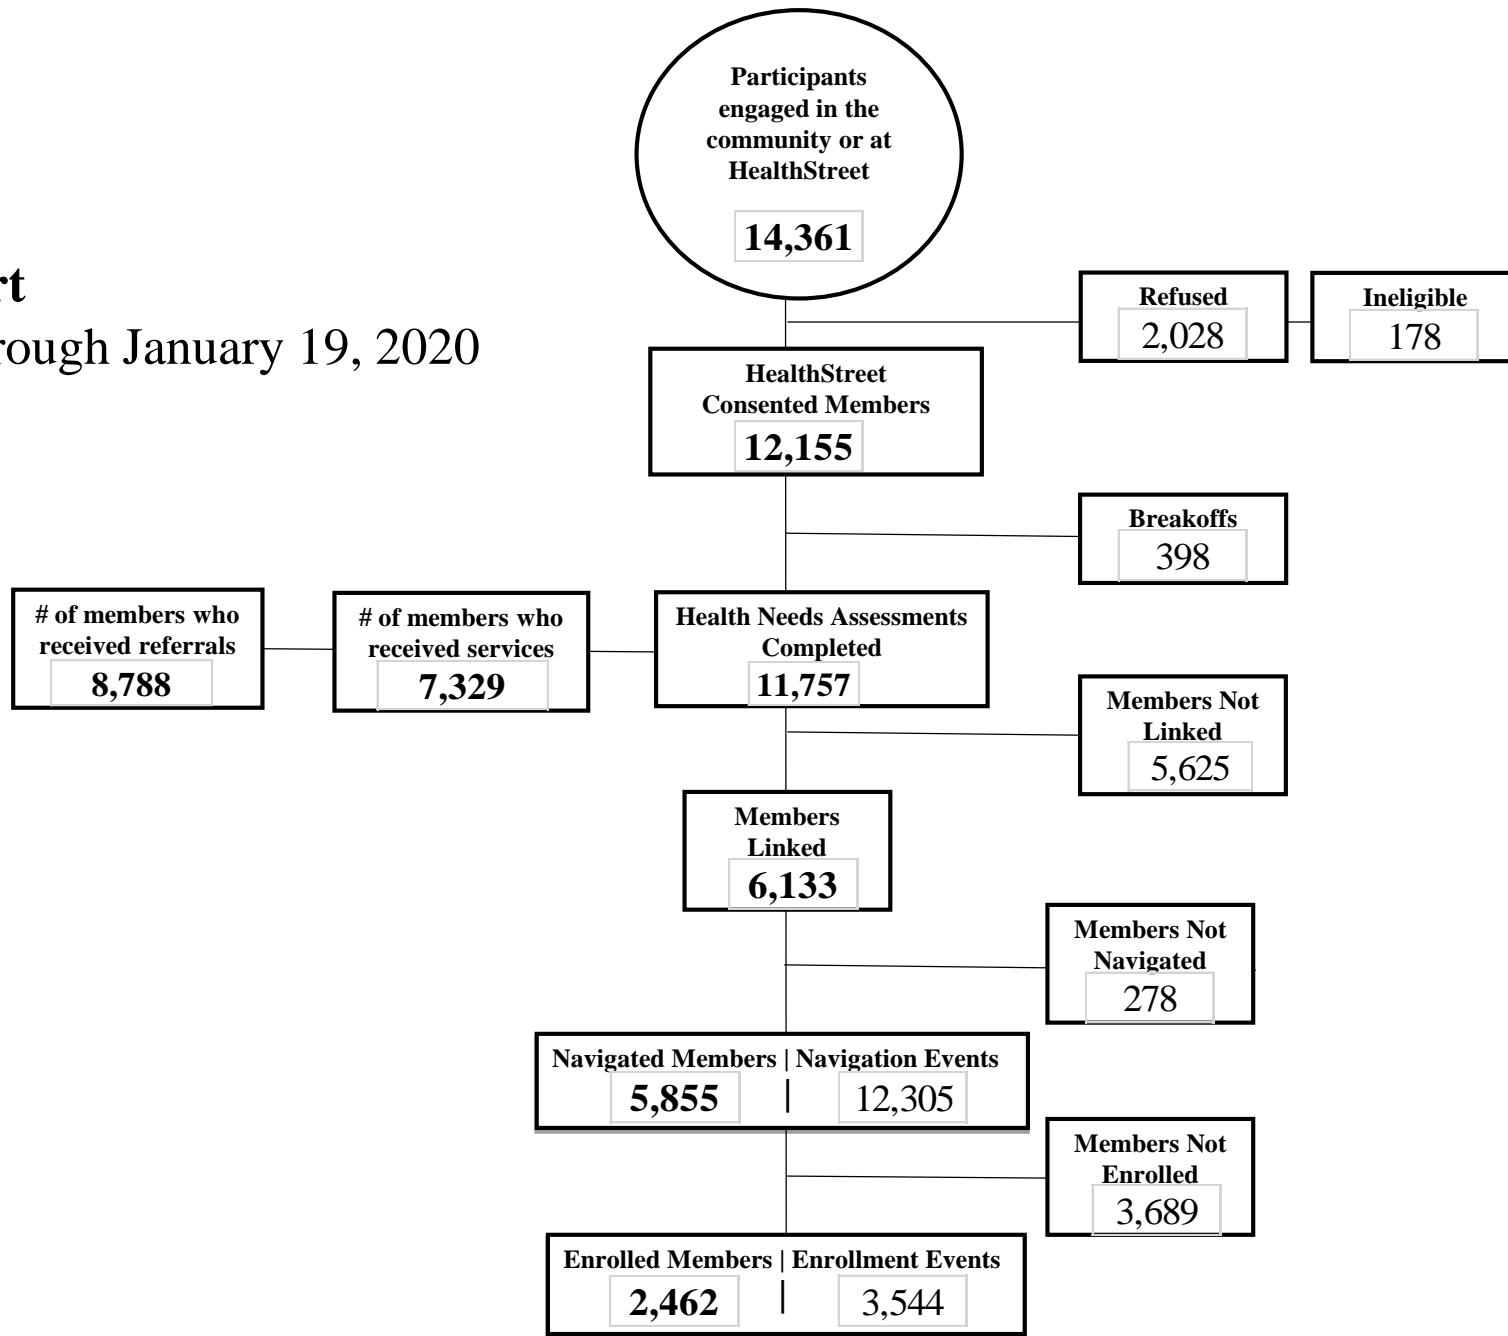 Participants
engaged in the
community or at
HealthStreet
14,361
through January 19, 2020
Refused
2,028
Ineligible
178
HealthStreet
Consented Members
12,155
Breakoffs
398
# of members who
received referrals
8,788
# of members who
received services
7,329
Health Needs Assessments
Completed
11,757
Members Not
Linked
5,625
Members
Linked
6,133
Members Not
Navigated
278
Navigated Members | Navigation Events
5,855 | 12,305
Members Not
Enrolled
3,689
Enrolled Members | Enrollment Events
2,462 | 3,544